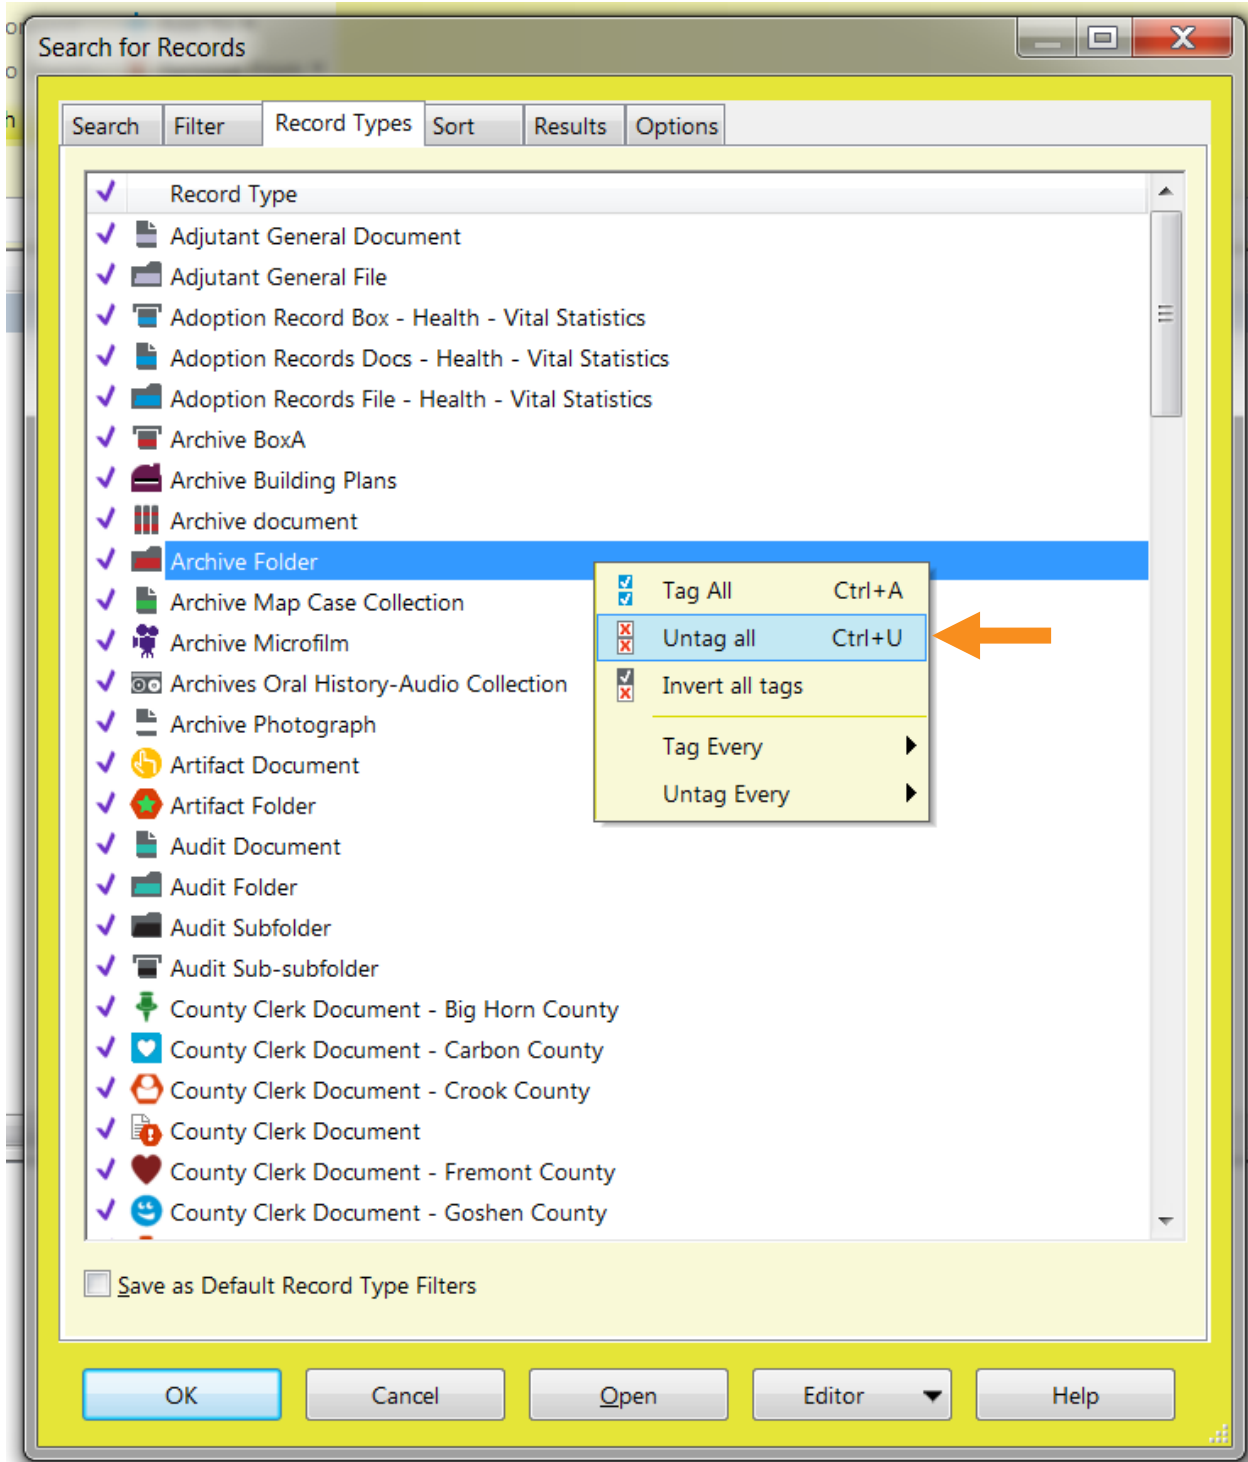 Search for Records
Search Filter Record Types Sort Results Options
Record Type
Adjutant General Document
Adjutant General File
Adoption Record Box - Health - Vital Statistics
Adoption Records Docs - Health - Vital Statistics
Adoption Records File - Health - Vital Statistics
Archive BoxA
Archive Building Plans
Archive document
Archive Folder
Archive Map Case Collection
Archive Microfilm
Archives Oral History-Audio Collection
Archive Photograph
Artifact Document
Artifact Folder
Audit Document
Audit Folder
Audit Subfolder
Audit Sub-subfolder
County Clerk Document - Big Horn County
County Clerk Document - Carbon County
County Clerk Document - Crook County
County Clerk Document
County Clerk Document - Fremont County
County Clerk Document - Goshen County
Tag All Ctrl+A
Untag all Ctrl+U
Invert all tags
Tag Every
Untag Every
Save as Default Record Type Filters
OK Cancel Open Editor Help